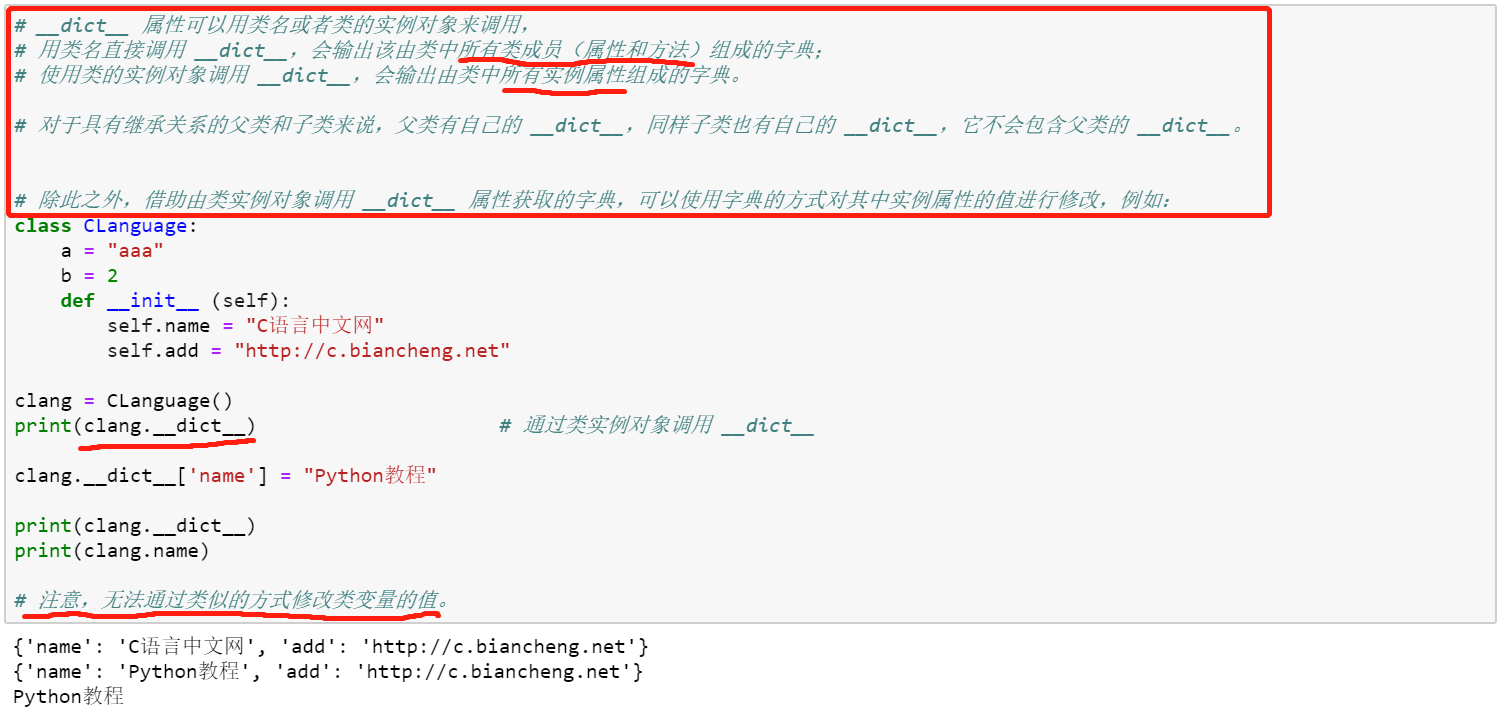 # __dict__ 属性可以用类名或者类的实例对象来调用，
# 用类名直接调用 __dict__，会输出该由类中所有类成员（属性和方法）组成的字典；
# 使用类的实例对象调用 __dict__，会输出由类中所有实例属性组成的字典。
# 对于具有继承关系的父类和子类来说，父类有自己的 __dict__，同样子类也有自己的 __dict__，它不会包含父类的 __dict__。
# 除此之外，借助由类实例对象调用 __dict__ 属性获取的字典，可以使用字典的方式对其中实例属性的值进行修改，例如：
class CLanguage:
    a = "aaa"
    b = 2
    def __init__ (self):
        self.name = "C语言中文网"
        self.add = "http://c.biancheng.net"
clang = CLanguage()
print(clang.__dict__)                     # 通过类实例对象调用 __dict__
clang.__dict__['name'] = "Python教程"
print(clang.__dict__)
print(clang.name)
# 注意，无法通过类似的方式修改类变量的值。
{'name': 'C语言中文网', 'add': 'http://c.biancheng.net'}
{'name': 'Python教程', 'add': 'http://c.biancheng.net'}
Python教程